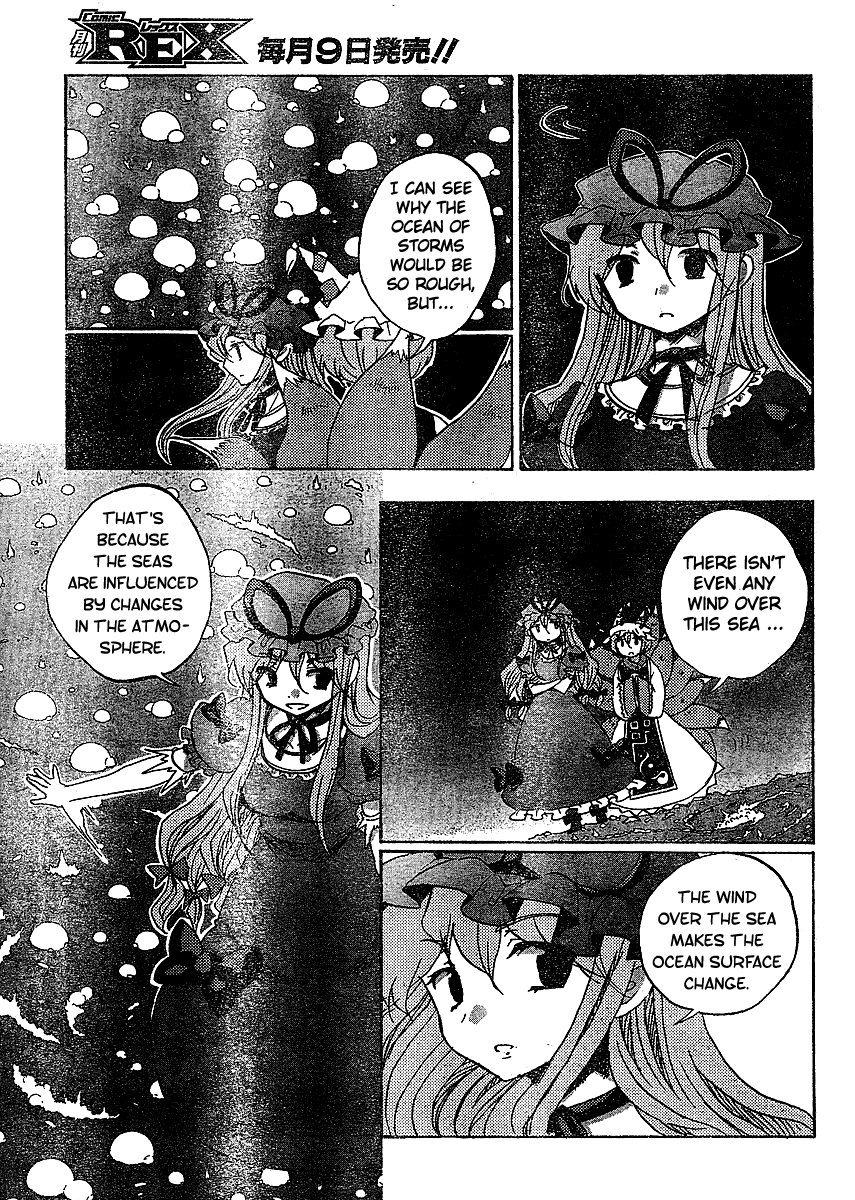 COMIC レックス
月刊 REX 毎月9日発売!!
I CAN SEE
WHY THE
OCEAN OF
STORMS
WOULD BE
SO ROUGH,
BUT...
THERE ISN'T
EVEN ANY
WIND OVER
THIS SEA ...
THAT'S
BECAUSE
THE SEAS
ARE INFLUENCED
BY CHANGES
IN THE ATMO-
SPHERE.
THE WIND
OVER THE SEA
MAKES THE
OCEAN SURFACE
CHANGE.